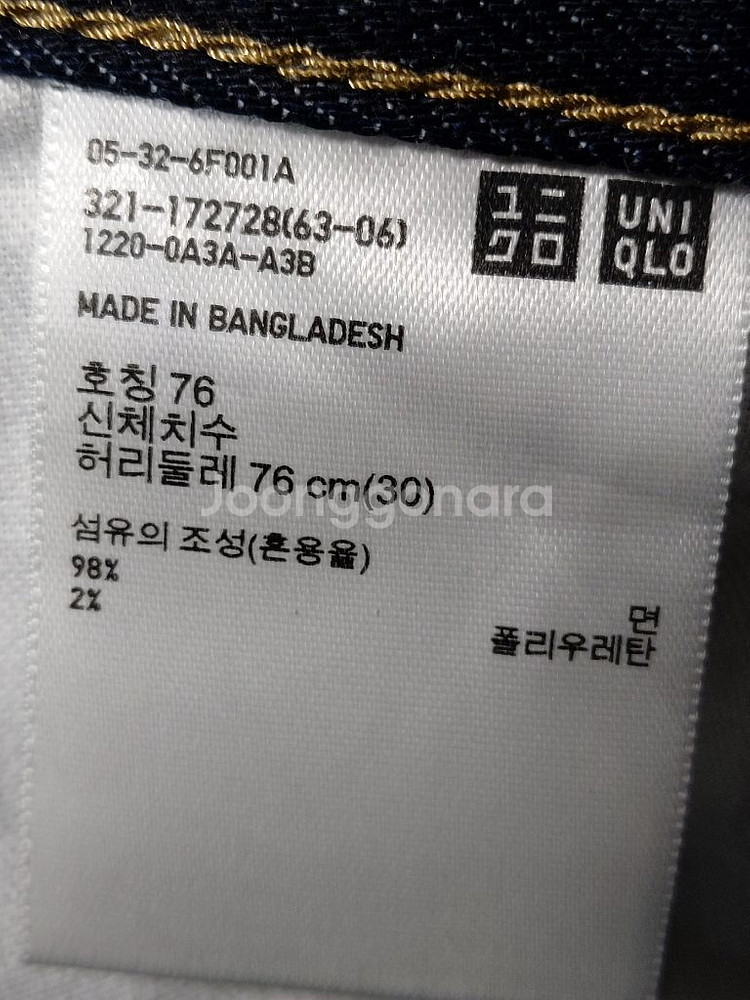 05-32-6F001A
321-172728(63-06)
1220-0A3A-A3B
ユニ
クロ
UNI
QLO
MADE IN BANGLADESH
호칭 76
신체치수
허리둘레 76 cm(30)
Joonggonara
섬유의 조성(혼용율)
98% 면
2% 폴리우레탄